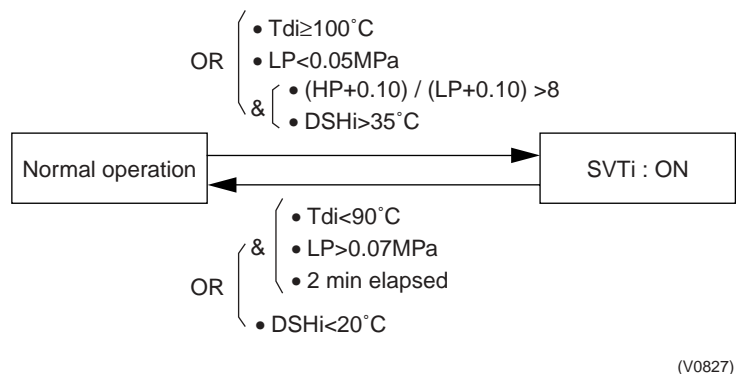 • Tdi≥100˚C
OR
• LP<0.05MPa
• (HP+0.10) / (LP+0.10) >8
&
• DSHi>35˚C
Normal operation
SVTi : ON
• Tdi<90˚C
&
• LP>0.07MPa
OR
• 2 min elapsed
• DSHi<20˚C
(V0827)